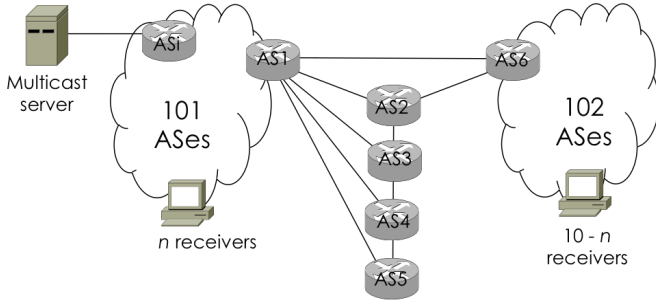 ASi
Multicast
server
101
ASes
n receivers
AS1
AS2
AS3
AS4
AS5
AS6
102
ASes
10 - n
receivers